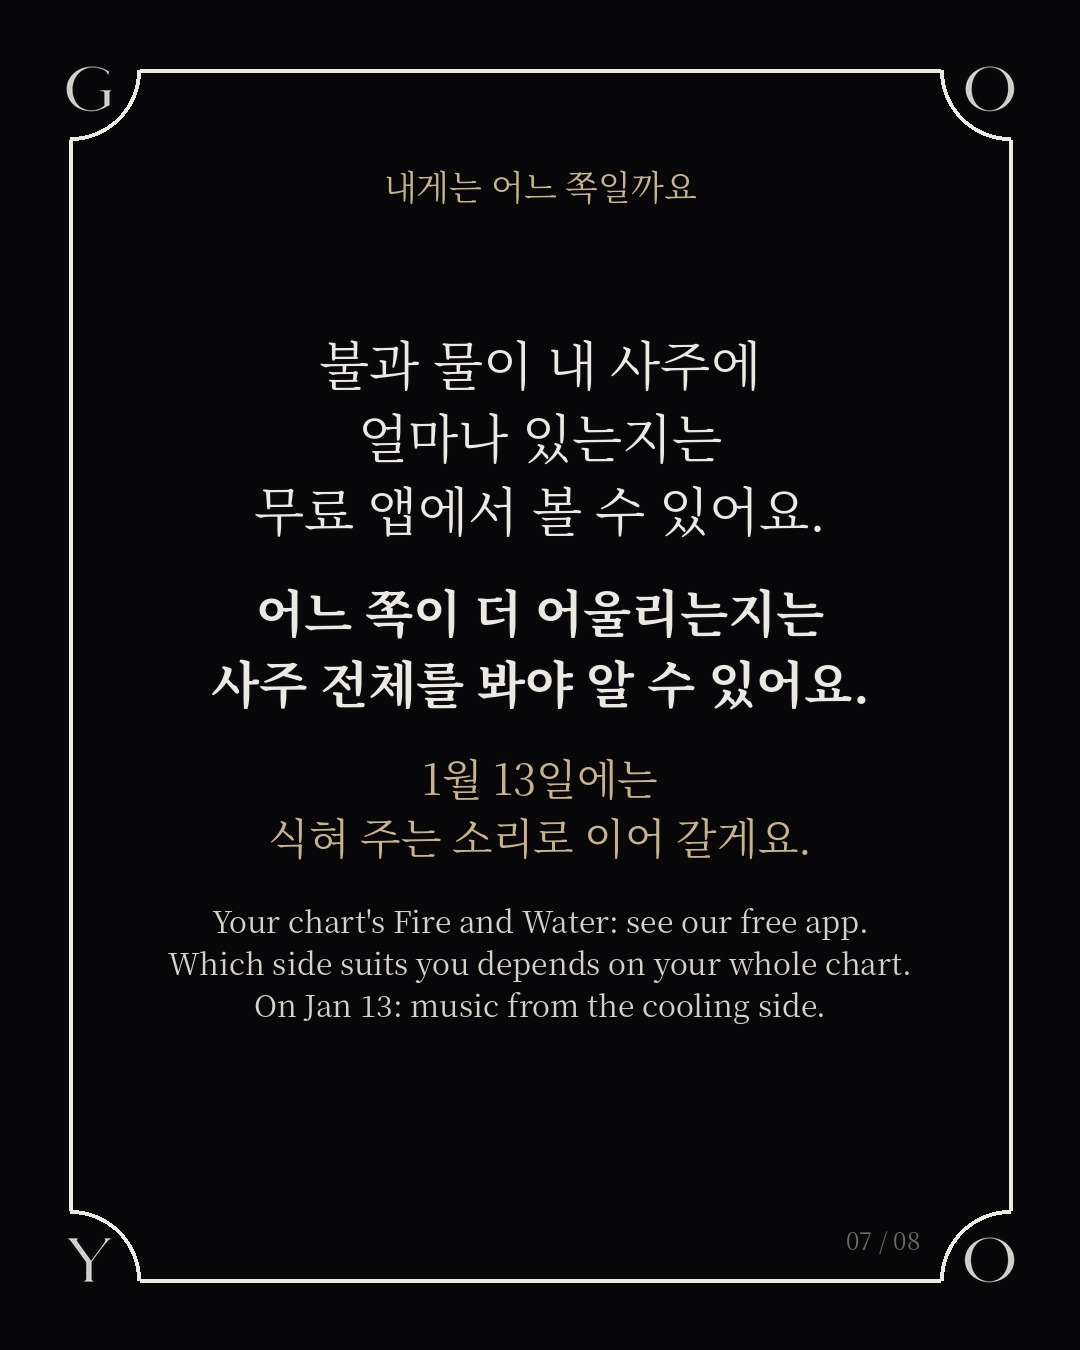 G O
내게는 어느 쪽일까요
불과 물이 내 사주에
얼마나 있는지는
무료 앱에서 볼 수 있어요.
어느 쪽이 더 어울리는지는
사주 전체를 봐야 알 수 있어요.
1월 13일에는
식혀 주는 소리로 이어 갈게요.
Your chart's Fire and Water: see our free app.
Which side suits you depends on your whole chart.
On Jan 13: music from the cooling side.
07 / 08
Y O